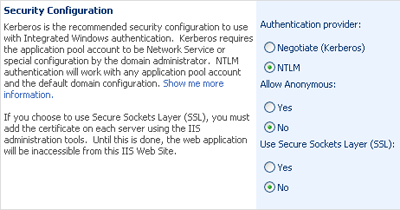 Security Configuration
Kerberos is the recommended security configuration to use
with Integrated Windows authentication. Kerberos requires
the application pool account to be Network Service or
special configuration by the domain administrator. NTLM
authentication will work with any application pool account
and the default domain configuration. Show me more
information.
If you choose to use Secure Sockets Layer (SSL), you must
add the certificate on each server using the IIS
administration tools. Until this is done, the web application
will be inaccessible from this IIS Web Site.
Authentication provider:
Negotiate (Kerberos)
NTLM
Allow Anonymous:
Yes
No
Use Secure Sockets Layer (SSL):
Yes
No